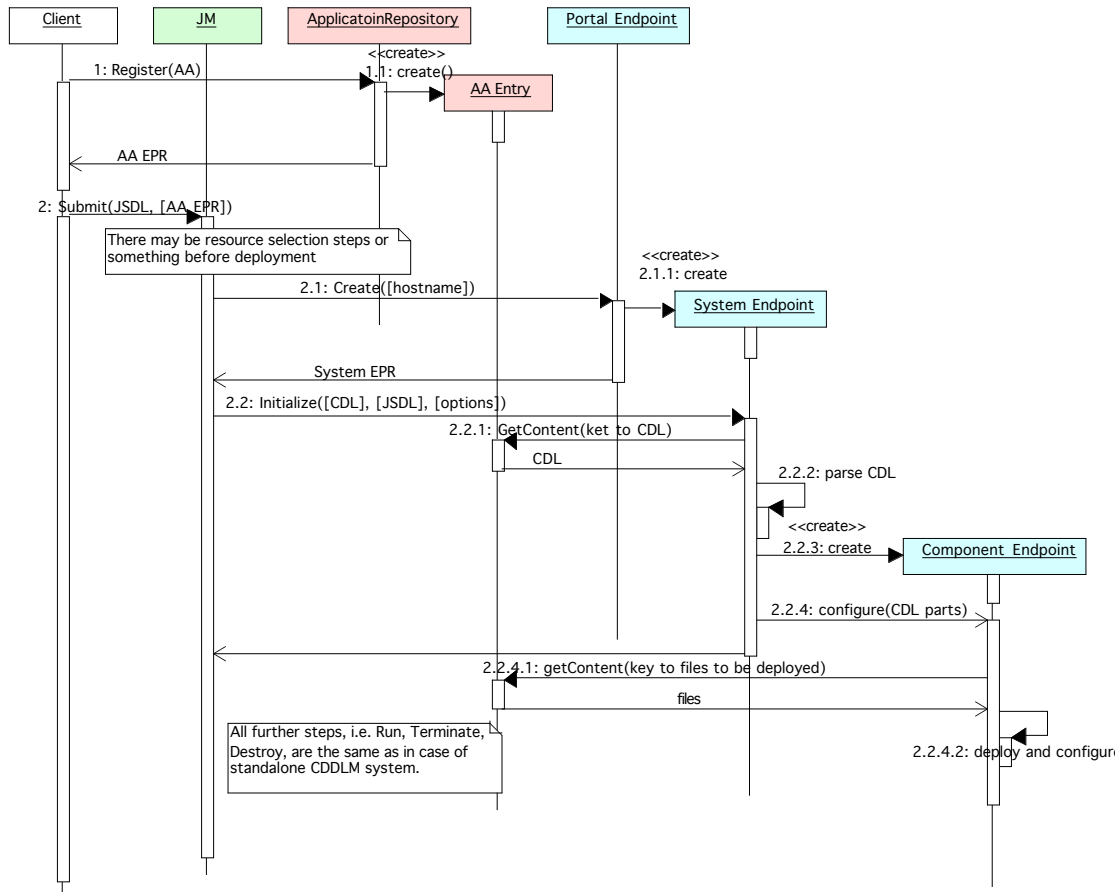 Client
JM
ApplicatoinRepository
Portal Endpoint
<<create>>
1: Register(AA)
1.1: create()
AA Entry
AA EPR
2: Submit(JSDL, [AA EPR])
There may be resource selection steps or
something before deployment
<<create>>
2.1.1: create
2.1: Create([hostname])
System Endpoint
System EPR
2.2: Initialize([CDL], [JSDL], [options])
2.2.1: GetContent(ket to CDL)
CDL
2.2.2: parse CDL
<<create>>
2.2.3: create
Component Endpoint
2.2.4: configure(CDL parts)
2.2.4.1: getContent(key to files to be deployed)
files
All further steps, i.e. Run, Terminate,
Destroy, are the same as in case of
standalone CDDLM system.
2.2.4.2: deploy and configure